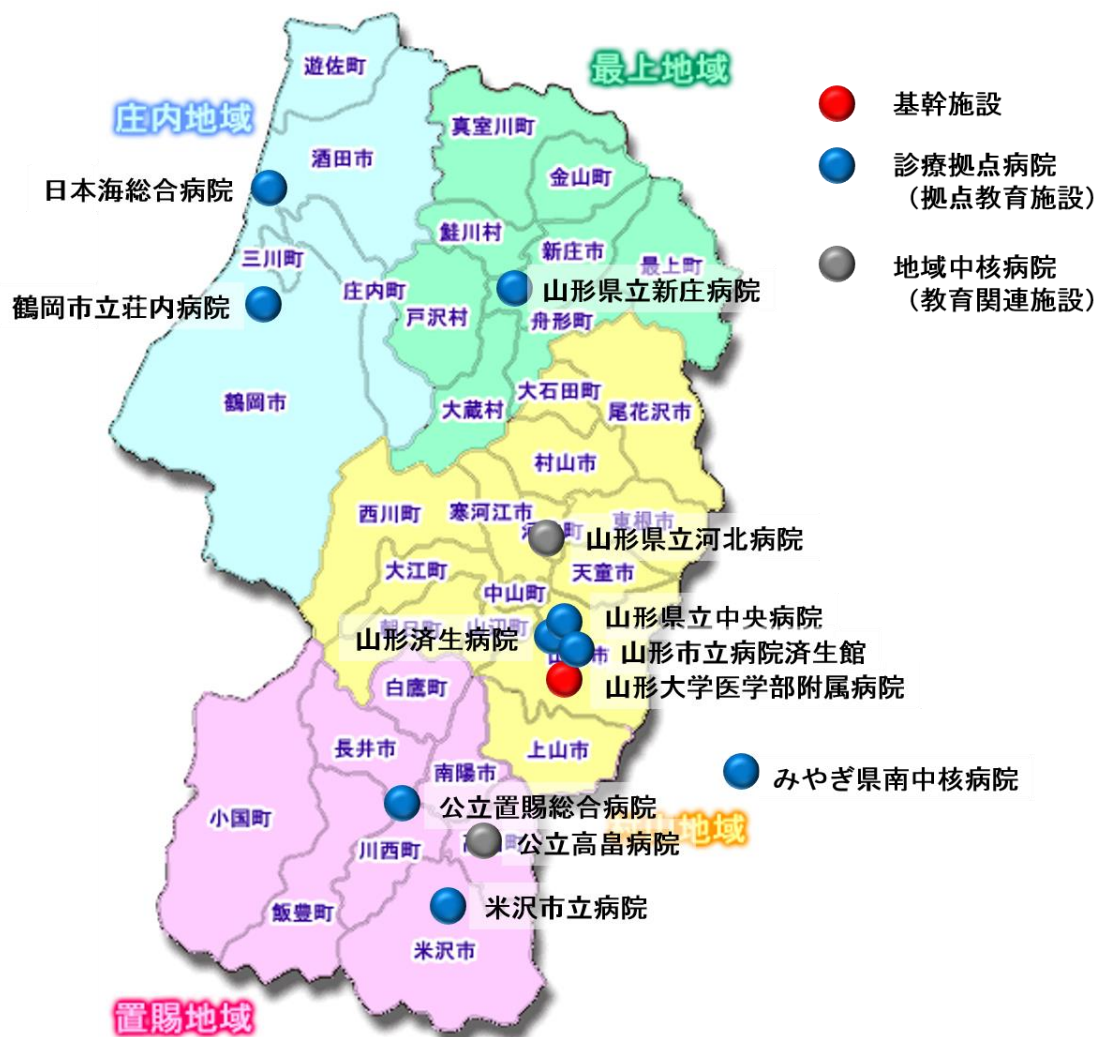 遊佐町
最上地域
庄内地域
真室川町
酒田市
金山町
日本海総合病院
鮭川村
新庄市
三川町
最上町
庄内町
山形県立新庄病院
鶴岡市立荘内病院
戸沢村
舟形町
大石田町
鶴岡市
大蔵村
尾花沢市
村山市
西川町
寒河江市
東根市
山形県立河北病院
大江町
天童市
中山町
山形県立中央病院
山形済生病院
山形市立病院済生館
山形大学医学部附属病院
白鷹町
長井市
上山市
南陽市
みやぎ県南中核病院
公立置賜総合病院
小国町
地域
公立高畠病院
川西町
飯豊町
米沢市立病院
米沢市
置賜地域
基幹施設
診療拠点病院
（拠点教育施設）
地域中核病院
（教育関連施設）